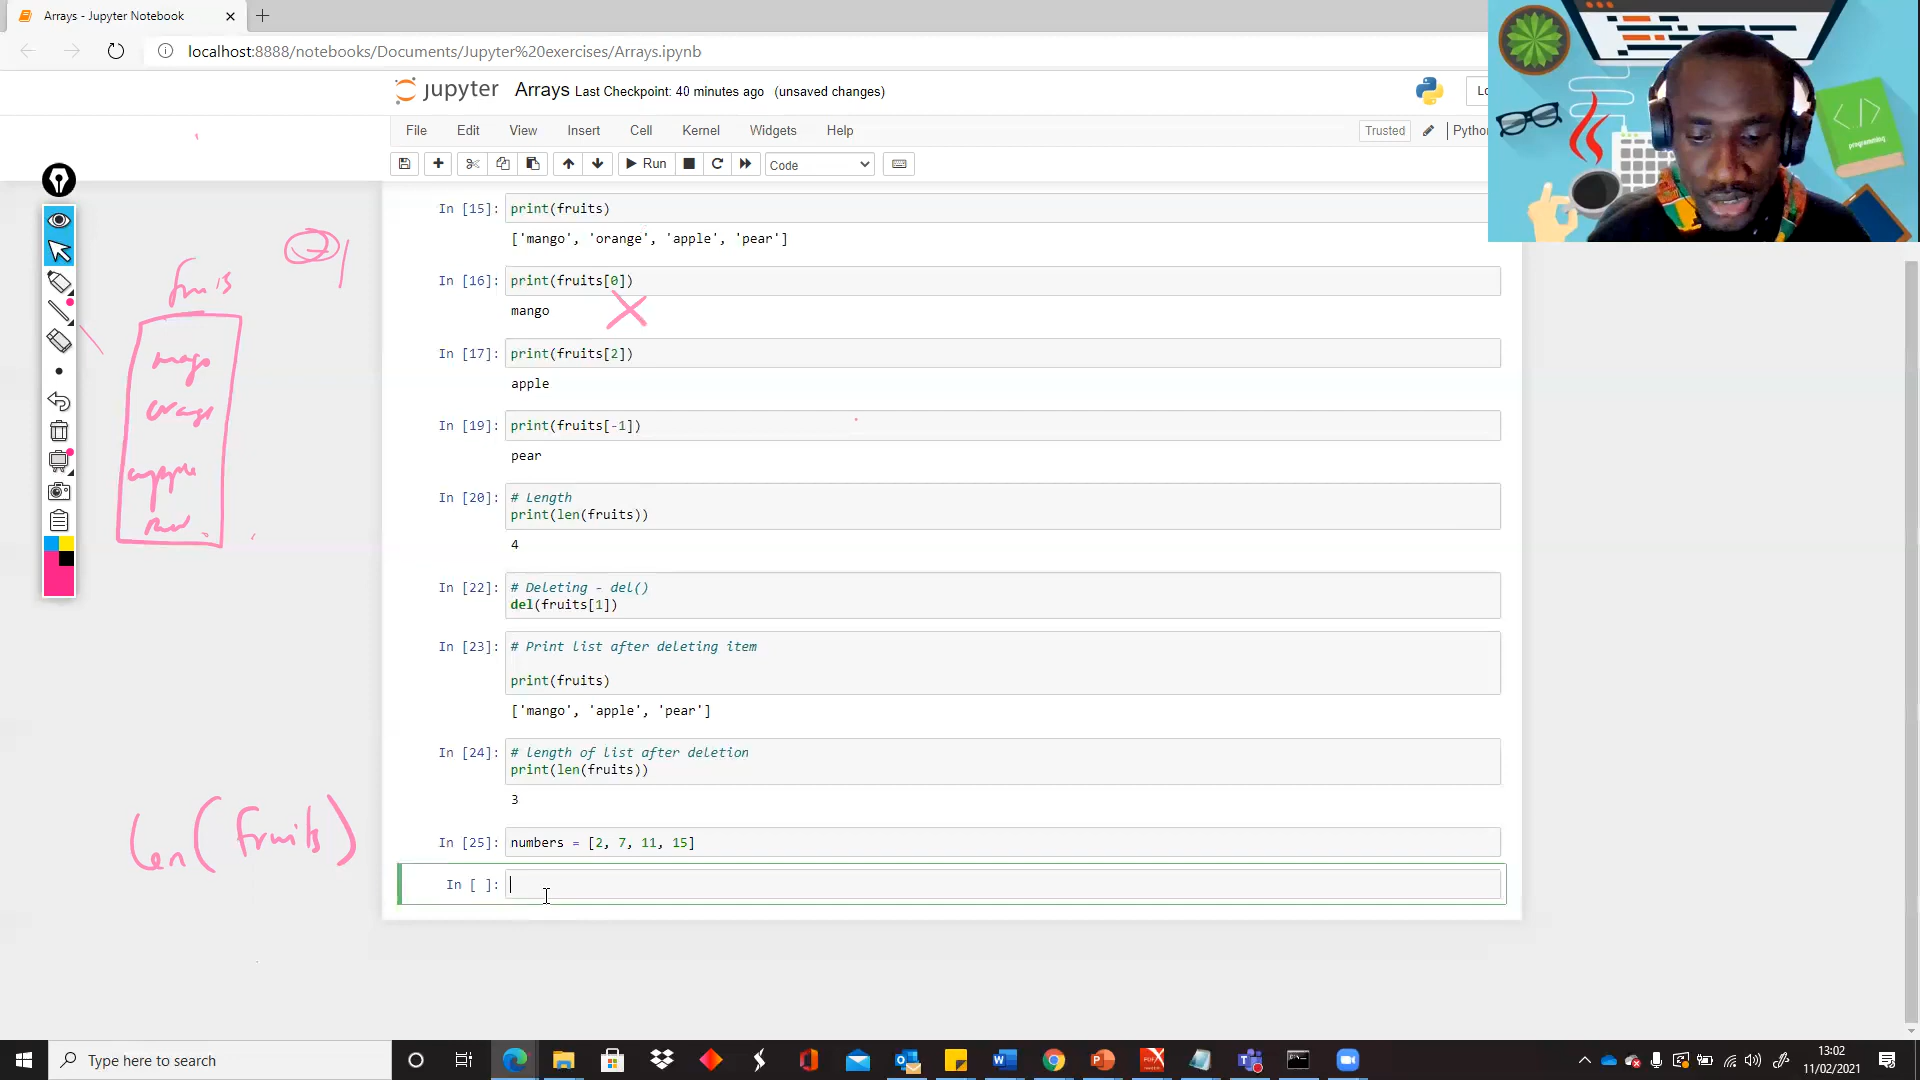 Arrays - Jupyter Notebook
localhost:8888/notebooks/Documents/Jupyter%20exercises/Arrays.ipynb
jupyter Arrays Last Checkpoint: 40 minutes ago (unsaved changes)
File Edit View Insert Cell Kernel Widgets Help Trusted Python
Run Code
In [15]: print(fruits)
['mango', 'orange', 'apple', 'pear']
In [16]: print(fruits[0])
mango
In [17]: print(fruits[2])
apple
In [19]: print(fruits[-1])
pear
In [20]: # Length
print(len(fruits))
4
In [22]: # Deleting - del()
del(fruits[1])
In [23]: # Print list after deleting item
print(fruits)
['mango', 'apple', 'pear']
In [24]: # length of list after deletion
print(len(fruits))
3
In [25]: numbers = [2, 7, 11, 15]
In [ ]:
len(fruits)
</>
programming
Type here to search
13:02
11/02/2021